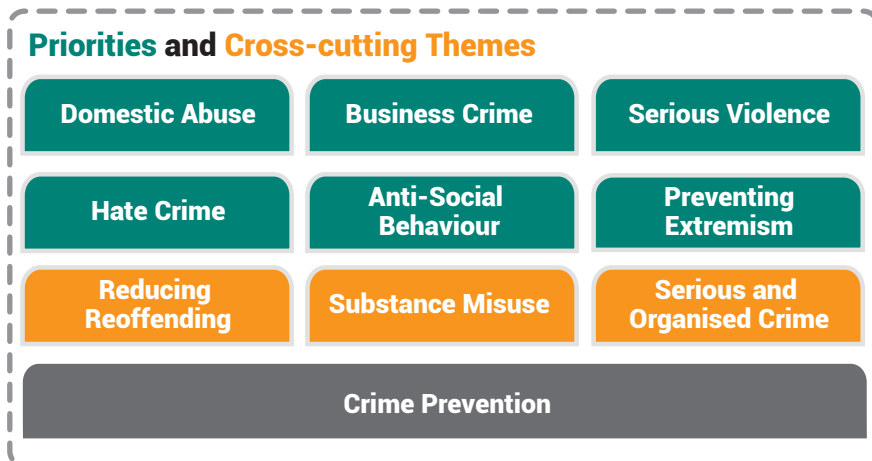 Priorities and Cross-cutting Themes
Domestic Abuse
Business Crime
Serious Violence
Hate Crime
Anti-Social
Behaviour
Preventing
Extremism
Reducing
Reoffending
Substance Misuse
Serious and
Organised Crime
Crime Prevention